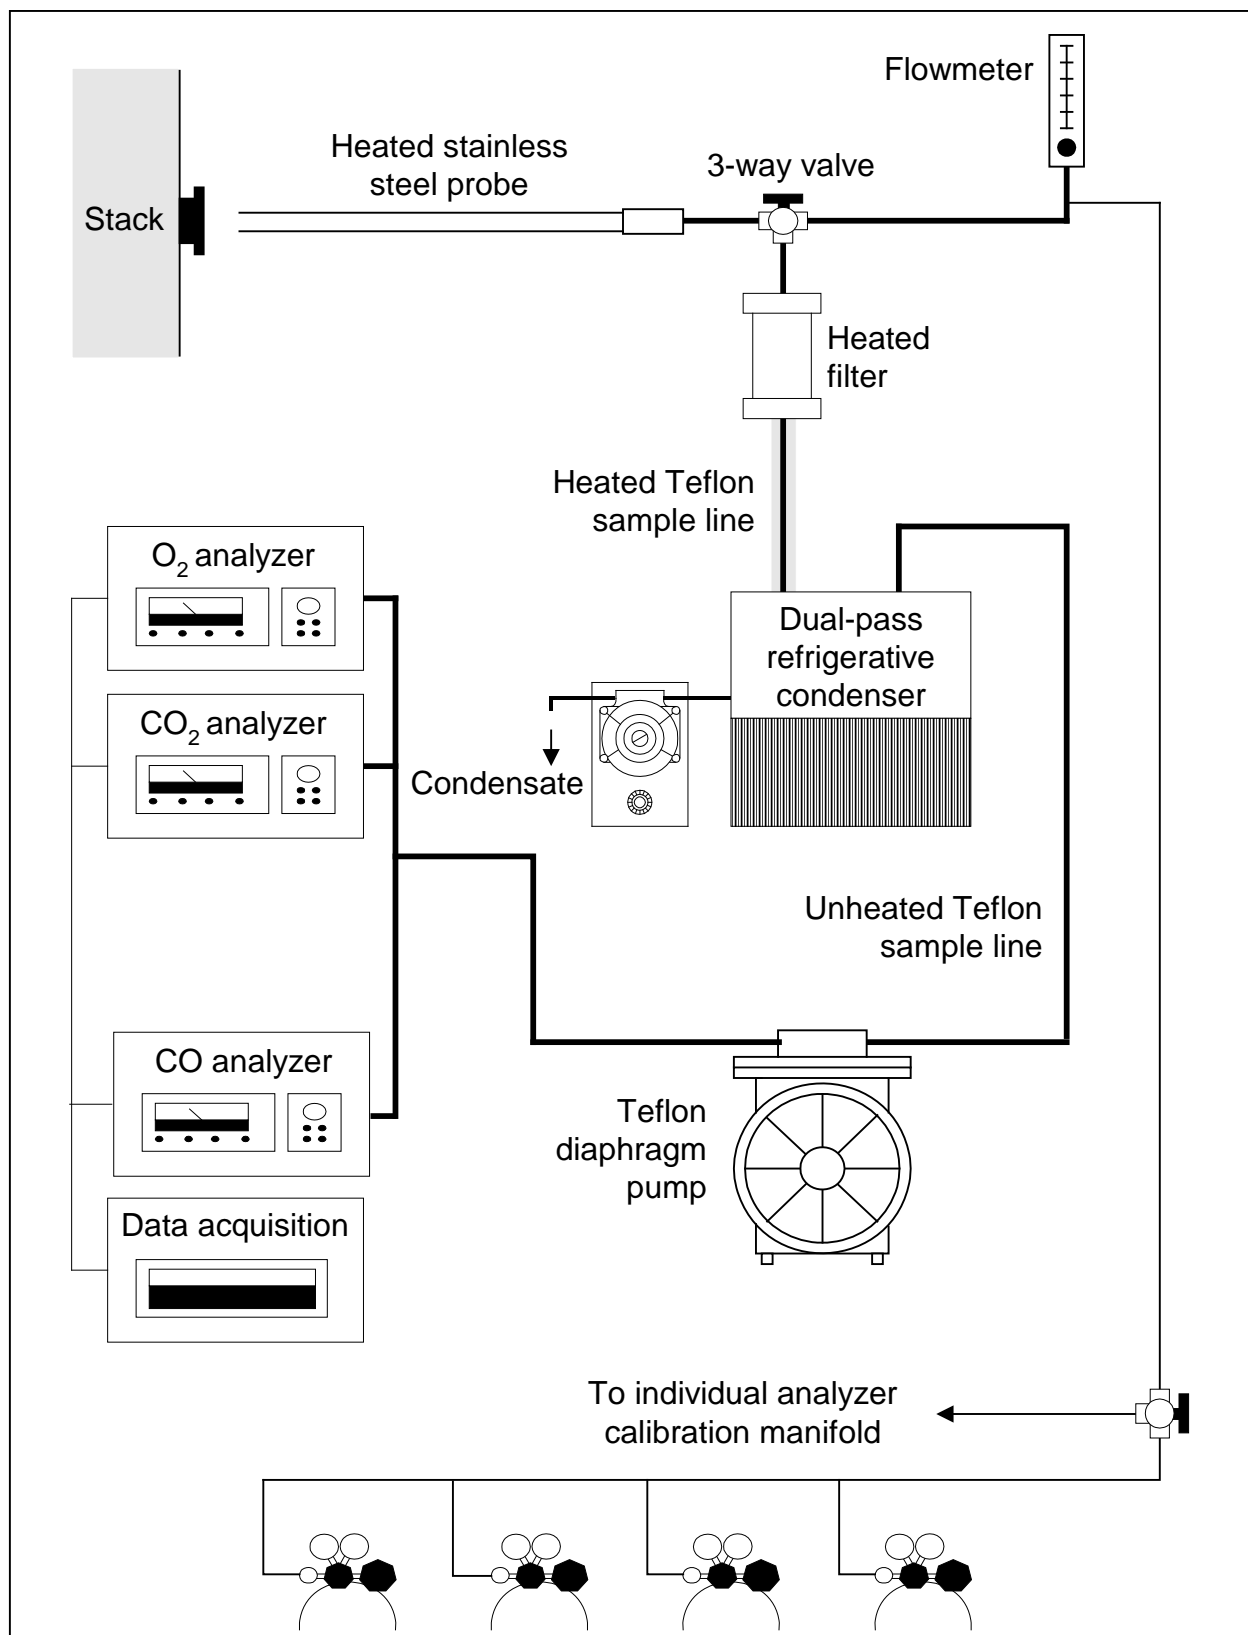 Flowmeter
Heated stainless
steel probe
3-way valve
Stack
Heated
filter
Heated Teflon
sample line
O2 analyzer
Dual-pass
refrigerative
condenser
CO2 analyzer
Condensate
Unheated Teflon
sample line
CO analyzer
Teflon
diaphragm
pump
Data acquisition
To individual analyzer
calibration manifold